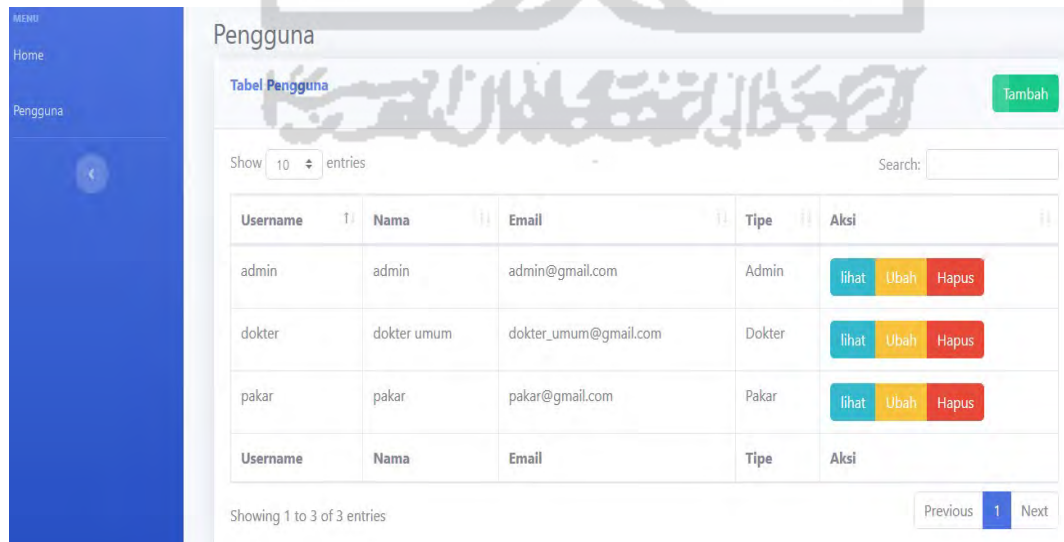 MENU
Home
Pengguna
Pengguna
Tabel Pengguna
Tambah
Show 10 entries
Search:
Username Nama Email Tipe Aksi
admin admin admin@gmail.com Admin lihat Ubah Hapus
dokter dokter umum dokter_umum@gmail.com Dokter lihat Ubah Hapus
pakar pakar pakar@gmail.com Pakar lihat Ubah Hapus
Username Nama Email Tipe Aksi
Showing 1 to 3 of 3 entries
Previous 1 Next